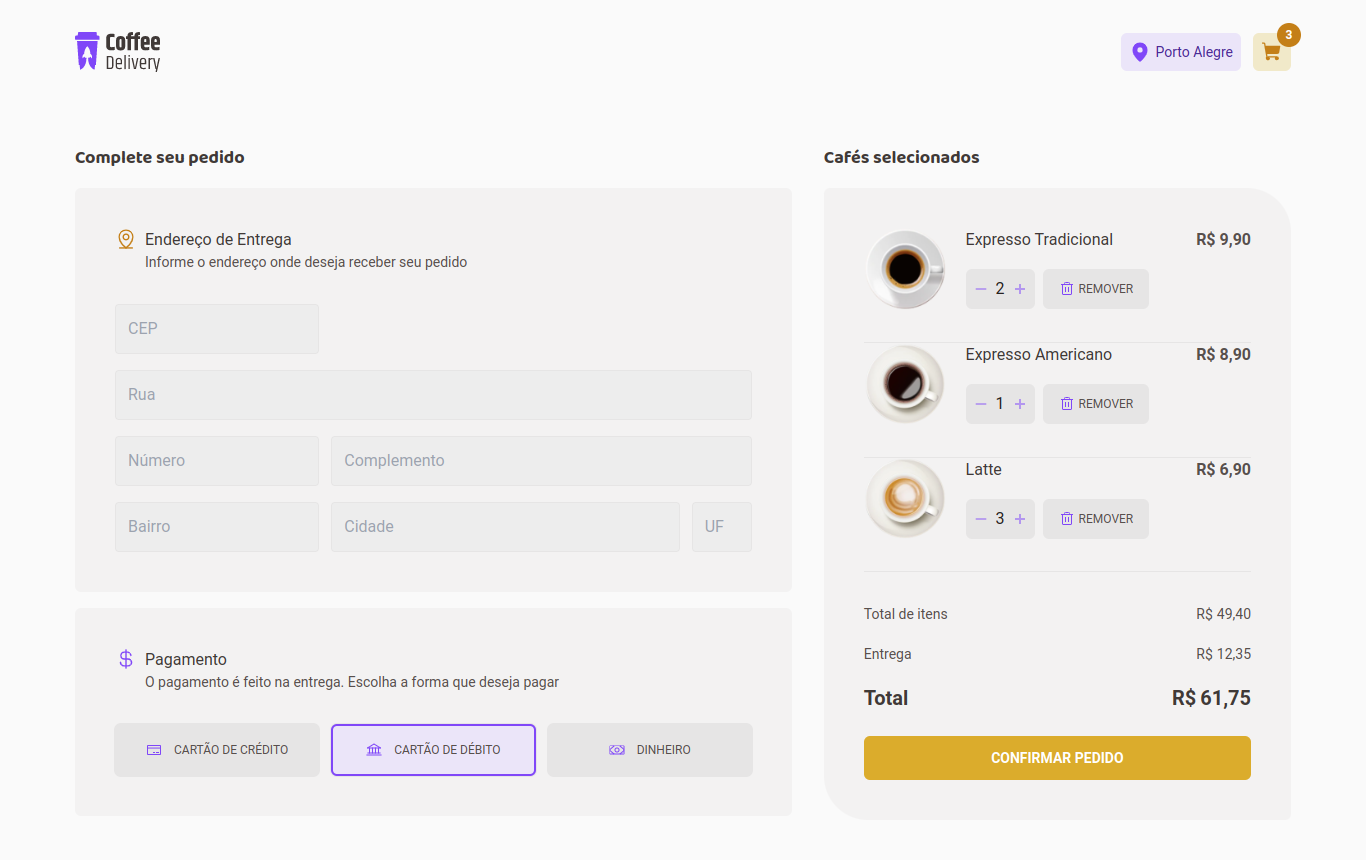 Coffee
Delivery
Porto Alegre
3
Complete seu pedido
Endereço de Entrega
Informe o endereço onde deseja receber seu pedido
CEP
Rua
Número
Complemento
Bairro
Cidade
UF
Pagamento
O pagamento é feito na entrega. Escolha a forma que deseja pagar
CARTÃO DE CRÉDITO
CARTÃO DE DÉBITO
DINHEIRO
Cafés selecionados
Expresso Tradicional
R$ 9,90
2
REMOVER
Expresso Americano
R$ 8,90
1
REMOVER
Latte
R$ 6,90
3
REMOVER
Total de itens
R$ 49,40
Entrega
R$ 12,35
Total
R$ 61,75
CONFIRMAR PEDIDO